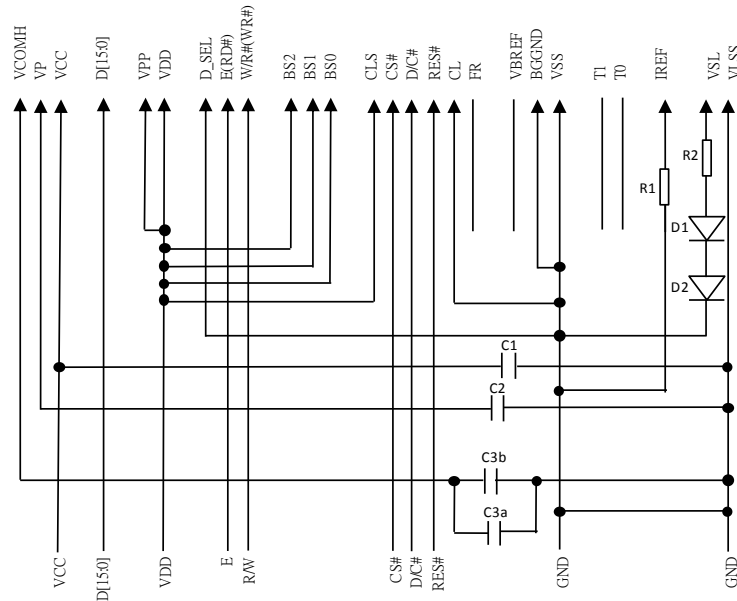 VCOMH
VP
VCC
D[15:0]
VPP
VDD
D_SEL
E(RD#)
W/R#(WR#)
BS2
BS1
BS0
CLS
CS#
D/C#
RES#
CL
FR
VBREF
BGGND
VSS
T1
T0
IREF
VSL
VLSS
R2
R1
D1
D2
C1
C2
C3b
C3a
VCC
D[15:0]
VDD
E
R/W
CS#
D/C#
RES#
GND
GND